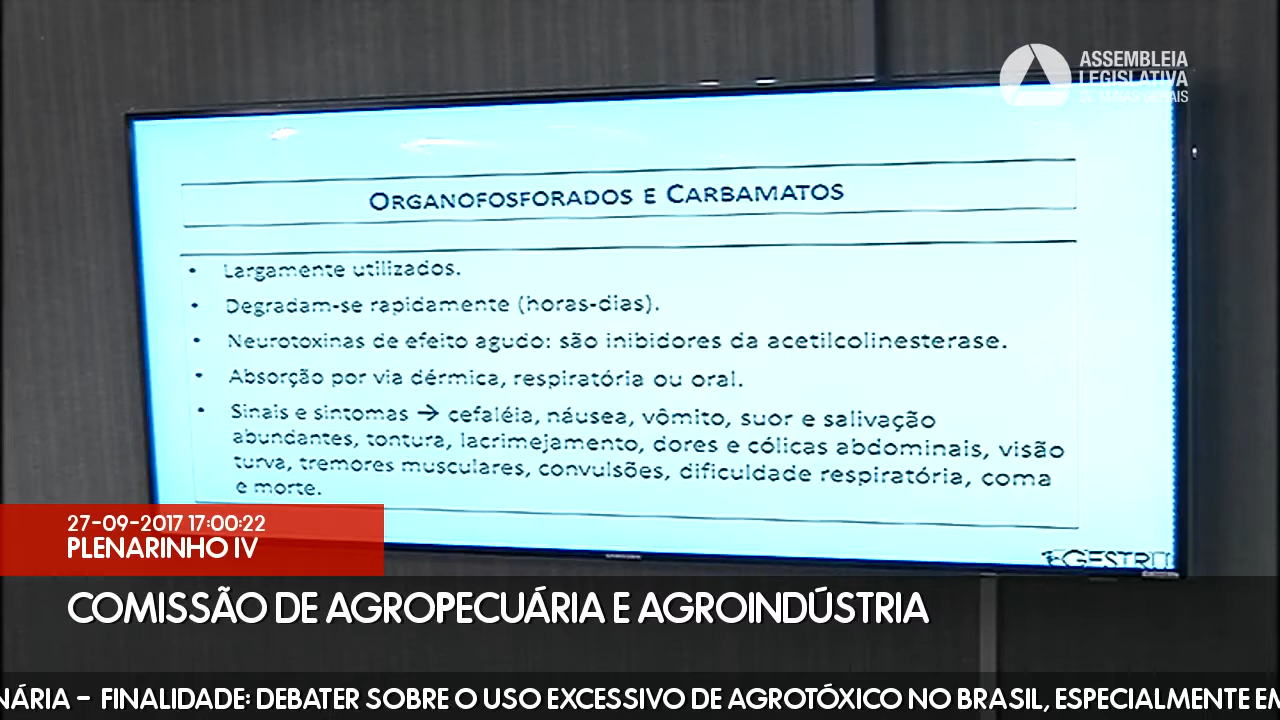 ASSEMBLEIA
LEGISLATIVA
DE MINAS GERAIS
ORGANOFOSFORADOS E CARBAMATOS
• Largamente utilizados.
• Degradam-se rapidamente (horas-dias).
• Neurotoxinas de efeito agudo: são inibidores da acetilcolinesterase.
• Absorção por via dérmica, respiratória ou oral.
• Sinais e sintomas → cefaléia, náusea, vômito, suor e salivação
abundantes, tontura, lacrimejamento, dores e cólicas abdominais, visão
turva, tremores musculares, convulsões, dificuldade respiratória, coma
e morte.
27-09-2017 17:00:22
PLENARINHO IV
COMISSÃO DE AGROPECUÁRIA E AGROINDÚSTRIA
NÁRIA - FINALIDADE: DEBATER SOBRE O USO EXCESSIVO DE AGROTÓXICO NO BRASIL, ESPECIALMENTE EM